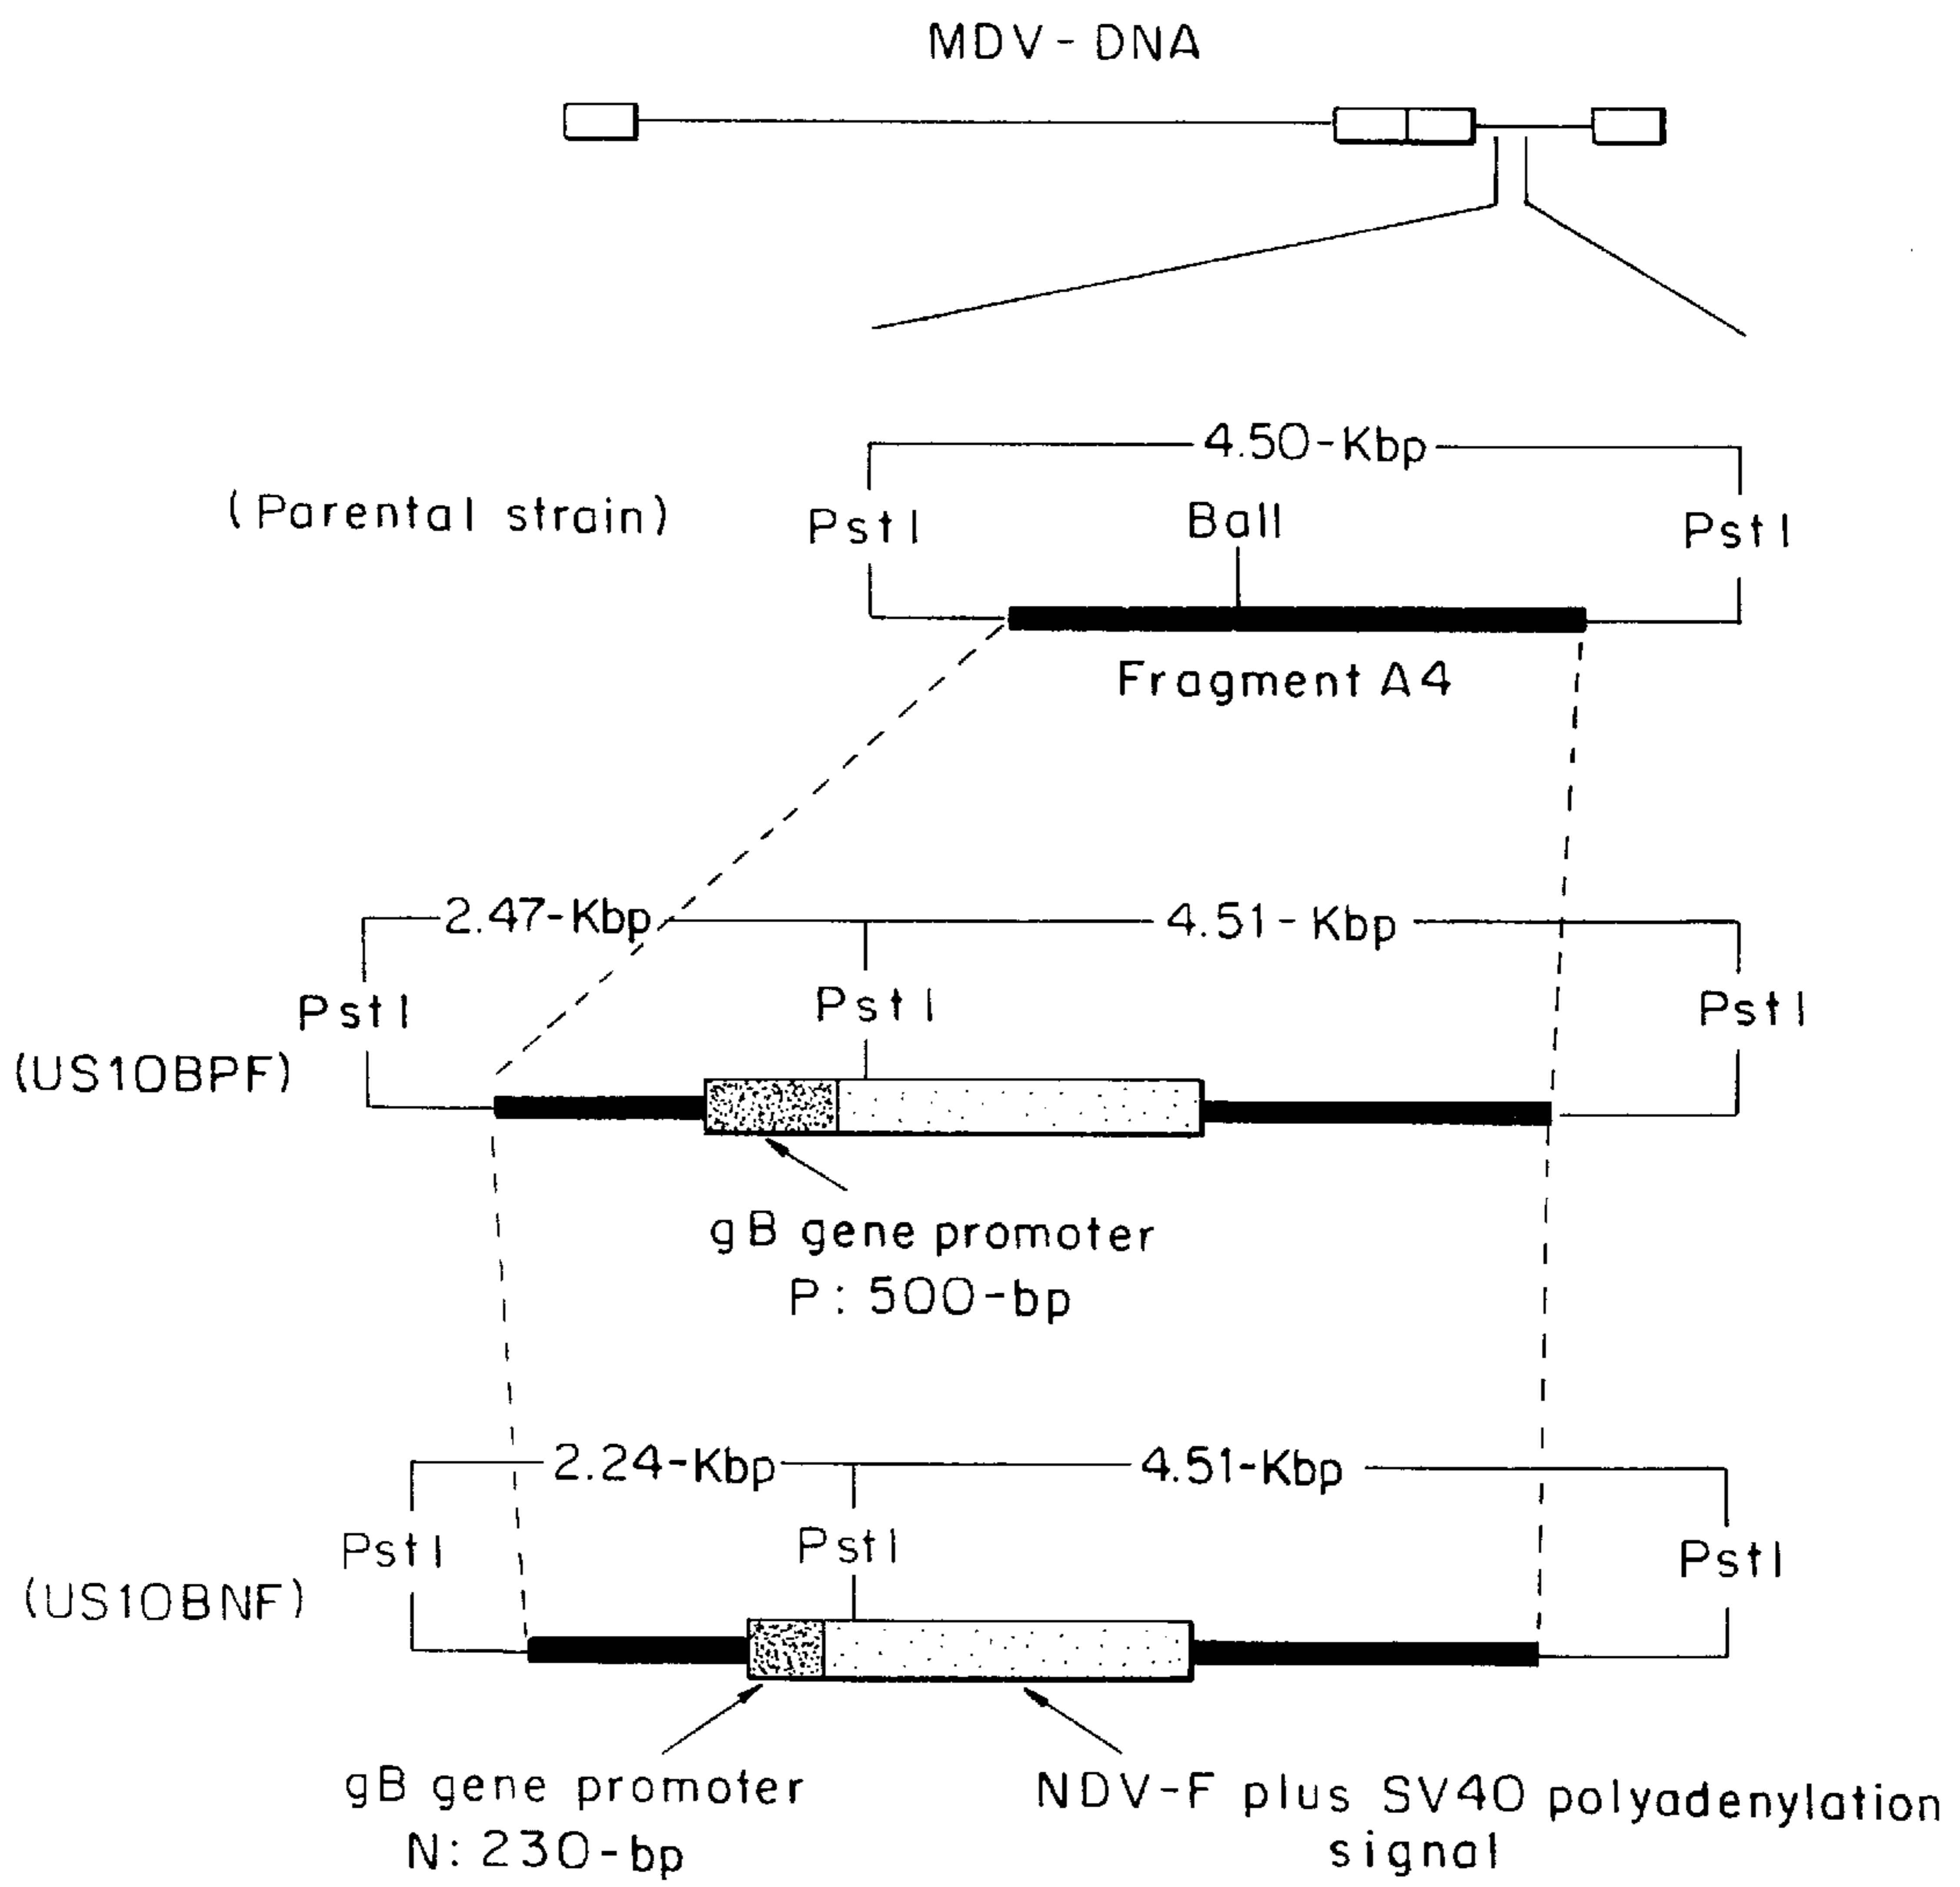 MDV-DNA
4.50-Kbp
(Parental strain)
PstI
BalI
PstI
Fragment A4
2.47-Kbp
4.51-Kbp
PstI
PstI
PstI
(US10BPF)
gB gene promoter
P: 500-bp
2.24-Kbp
4.51-Kbp
PstI
PstI
PstI
(US10BNF)
gB gene promoter
N: 230-bp
NDV-F plus SV40 polyadenylation
signal